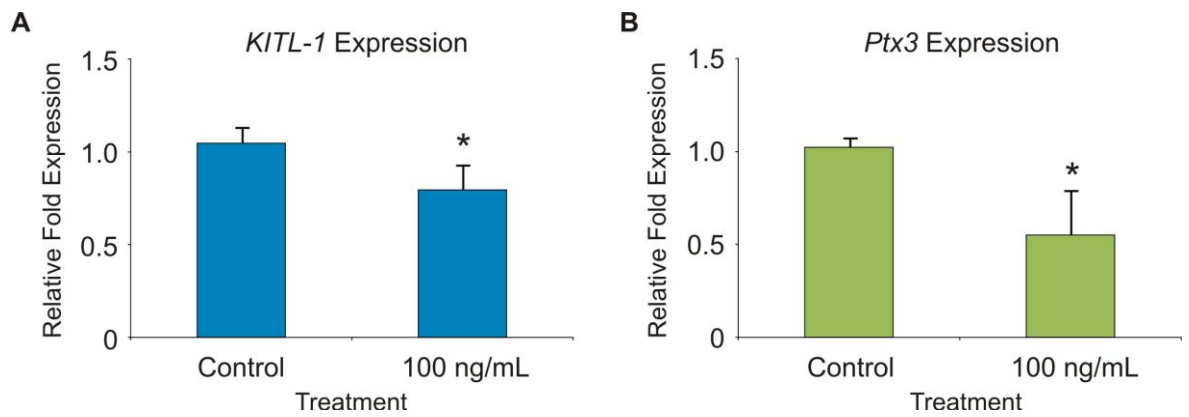 A
KITL-1 Expression
Relative Fold Expression
1.5
1.0
0.5
0
*
Control
100 ng/mL
Treatment
B
Ptx3 Expression
Relative Fold Expression
1.5
1.0
0.5
0
*
Control
100 ng/mL
Treatment